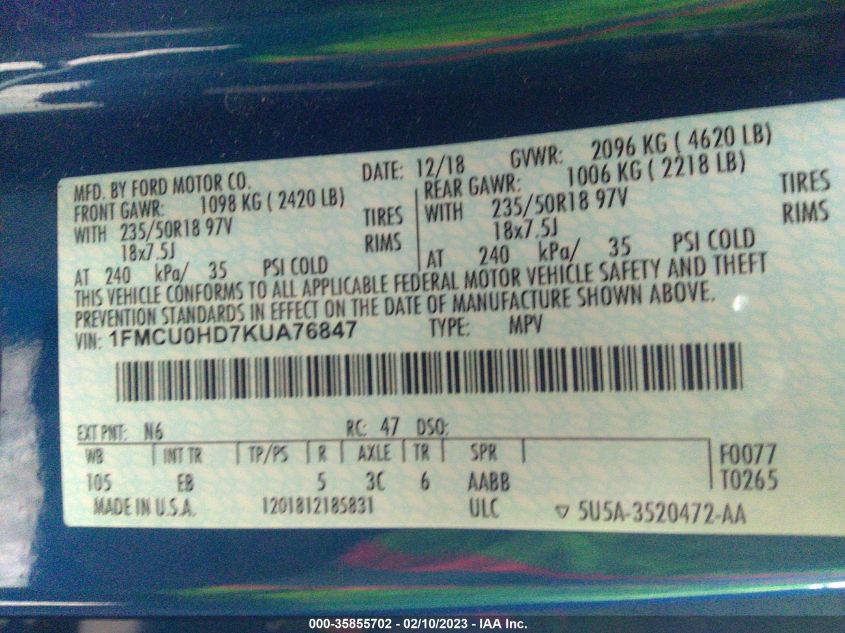 MFD. BY FORD MOTOR CO. DATE: 12/18 GVWR: 2096 KG ( 4620 LB)
FRONT GAWR: 1098 KG ( 2420 LB) REAR GAWR: 1006 KG ( 2218 LB)
WITH 235/50R18 97V TIRES WITH 235/50R18 97V TIRES
18x7.5J RIMS 18x7.5J RIMS
AT 240 kPa/ 35 PSI COLD AT 240 kPa/ 35 PSI COLD
THIS VEHICLE CONFORMS TO ALL APPLICABLE FEDERAL MOTOR VEHICLE SAFETY AND THEFT
PREVENTION STANDARDS IN EFFECT ON THE DATE OF MANUFACTURE SHOWN ABOVE.
VIN: 1FMCU0HD7KUA76847 TYPE: MPV
EXT PNT: N6 RC: 47 DSO:
WB INT TR TP/PS R AXLE TR SPR F0077
105 EB 5 3C 6 AABB T0265
MADE IN U.S.A. 1201812185831 ULC ▽ 5U5A-3520472-AA
000-35855702 - 02/10/2023 - IAA Inc.